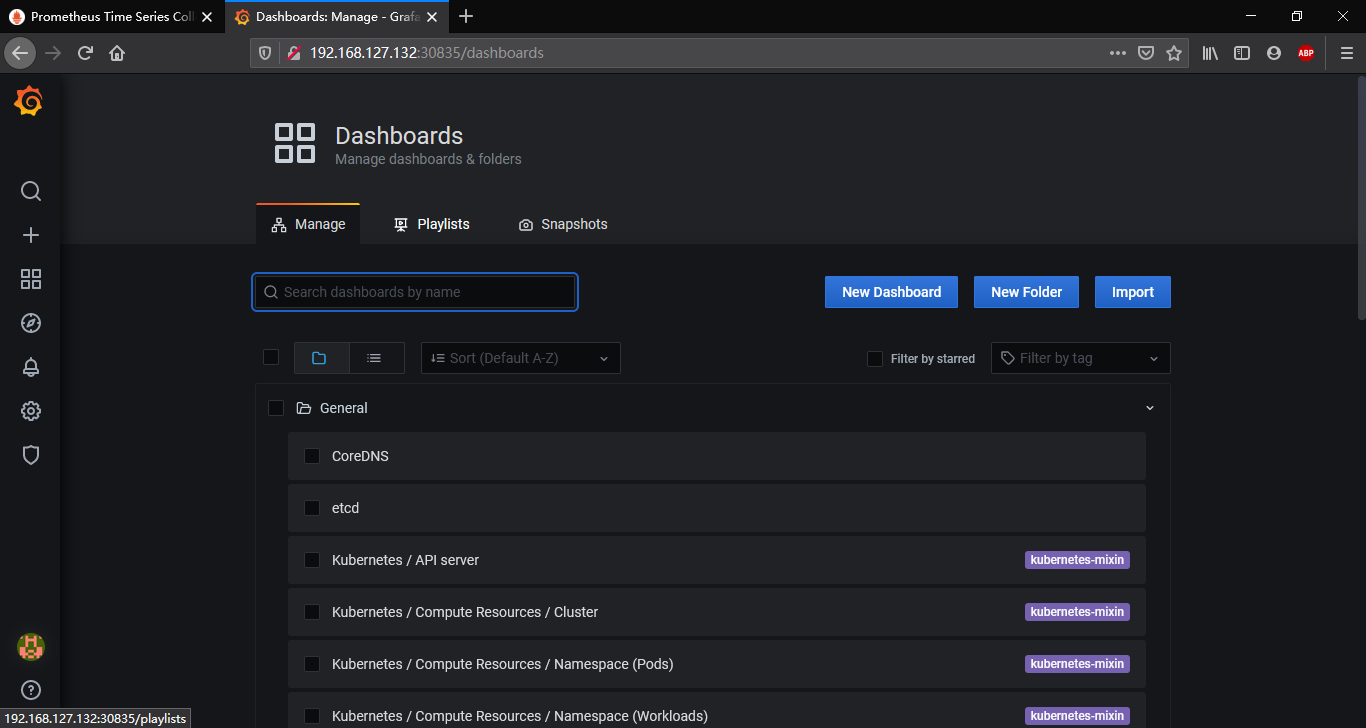 Prometheus Time Series Coll
Dashboards: Manage - Grafa
192.168.127.132:30835/dashboards
ABP
Dashboards
Manage dashboards & folders
Manage
Playlists
Snapshots
Search dashboards by name
New Dashboard
New Folder
Import
Sort (Default A-Z)
Filter by starred
Filter by tag
General
CoreDNS
etcd
Kubernetes / API server
kubernetes-mixin
Kubernetes / Compute Resources / Cluster
kubernetes-mixin
Kubernetes / Compute Resources / Namespace (Pods)
kubernetes-mixin
Kubernetes / Compute Resources / Namespace (Workloads)
kubernetes-mixin
192.168.127.132:30835/playlists